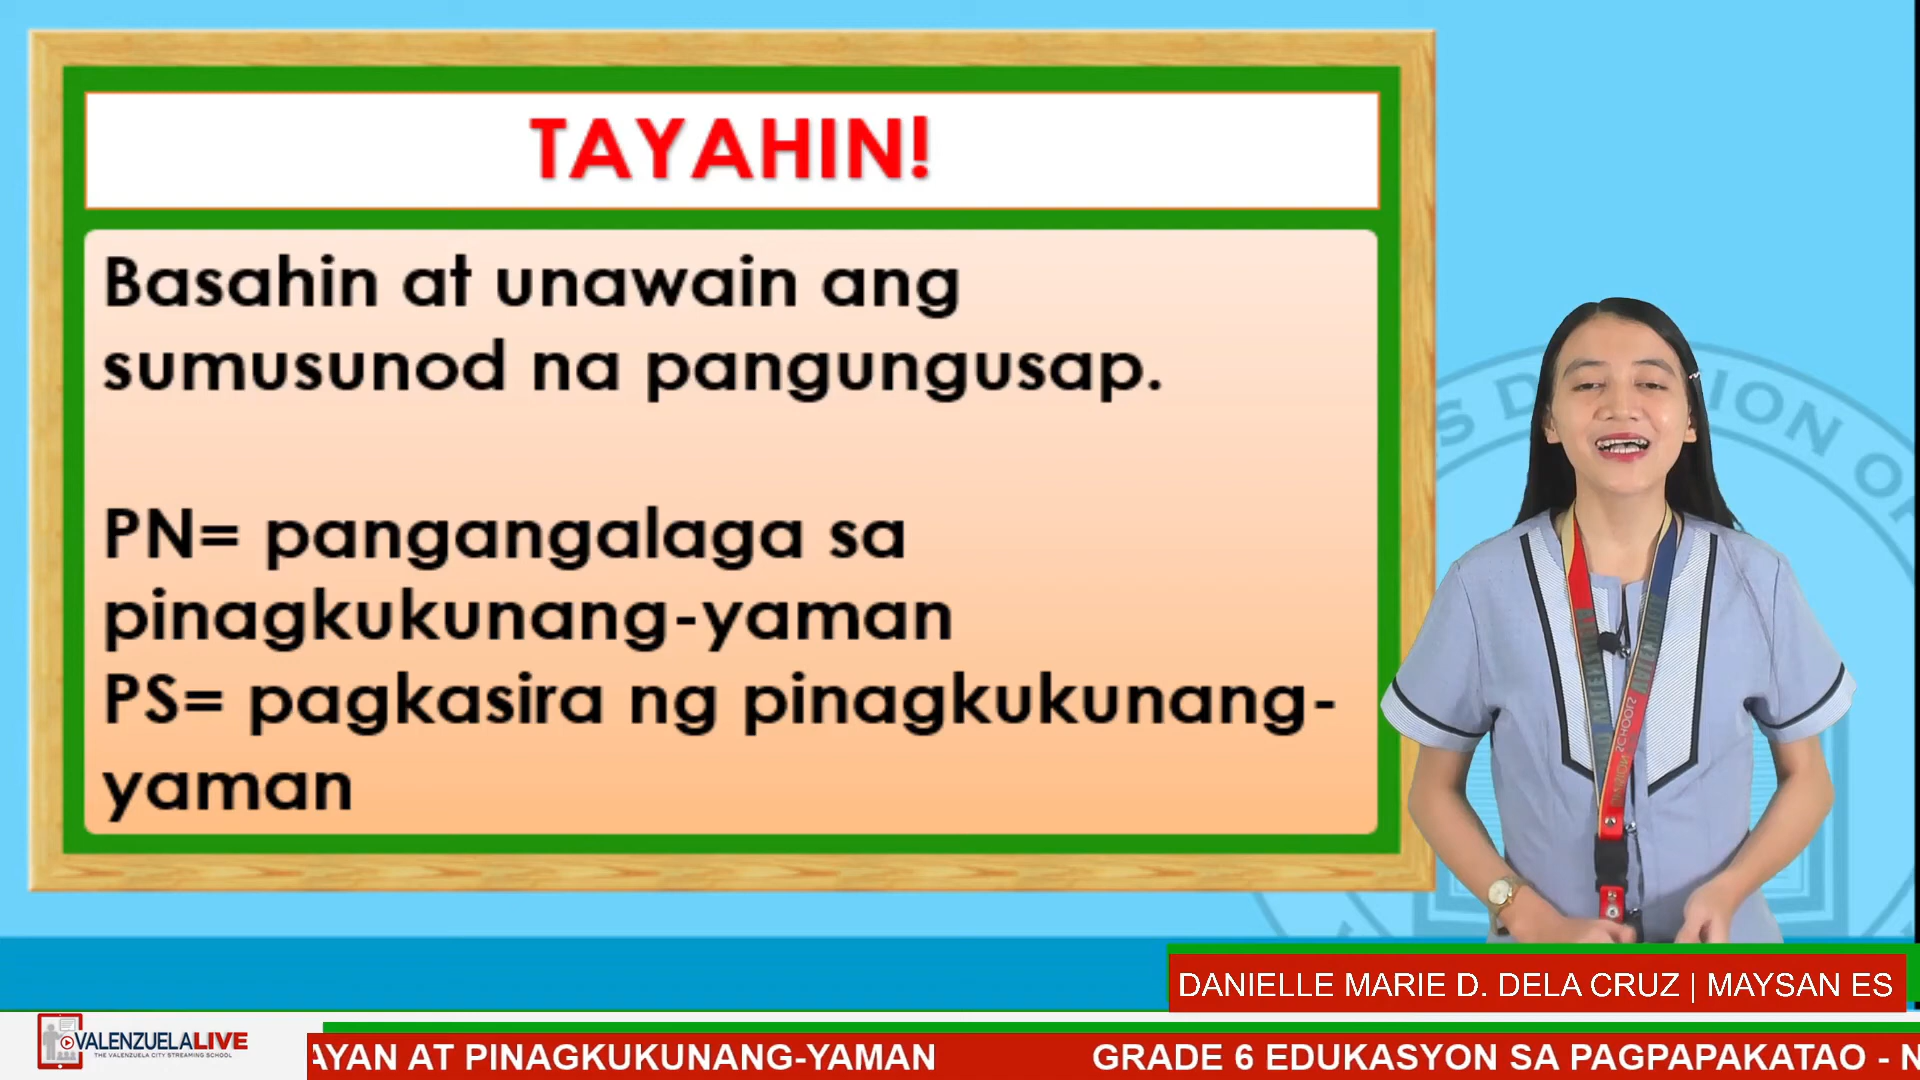 TAYAHIN!
Basahin at unawain ang
sumusunod na pangungusap.
PN= pangangalaga sa
pinagkukunang-yaman
PS= pagkasira ng pinagkukunang-
yaman
DANIELLE MARIE D. DELA CRUZ | MAYSAN ES
VALENZUELALIVE
THE VALENZUELA CITY STREAMING SCHOOL
AYAN AT PINAGKUKUNANG-YAMAN GRADE 6 EDUKASYON SA PAGPAPAKATAO - N